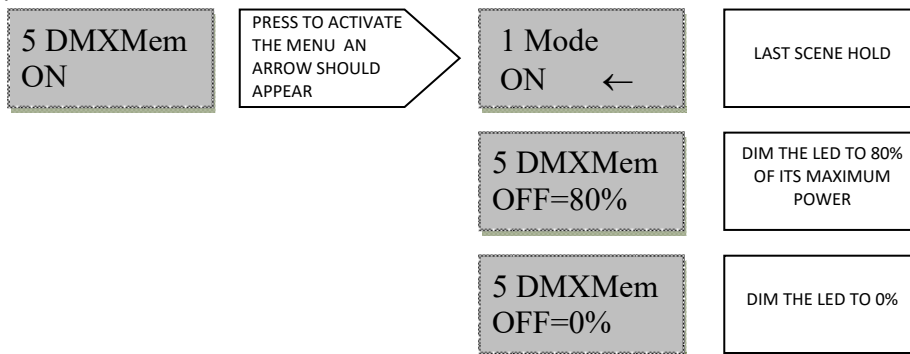 5 DMXMem
ON
PRESS TO ACTIVATE
THE MENU AN
ARROW SHOULD
APPEAR
1 Mode
ON ←
LAST SCENE HOLD
5 DMXMem
OFF=80%
DIM THE LED TO 80%
OF ITS MAXIMUM
POWER
5 DMXMem
OFF=0%
DIM THE LED TO 0%